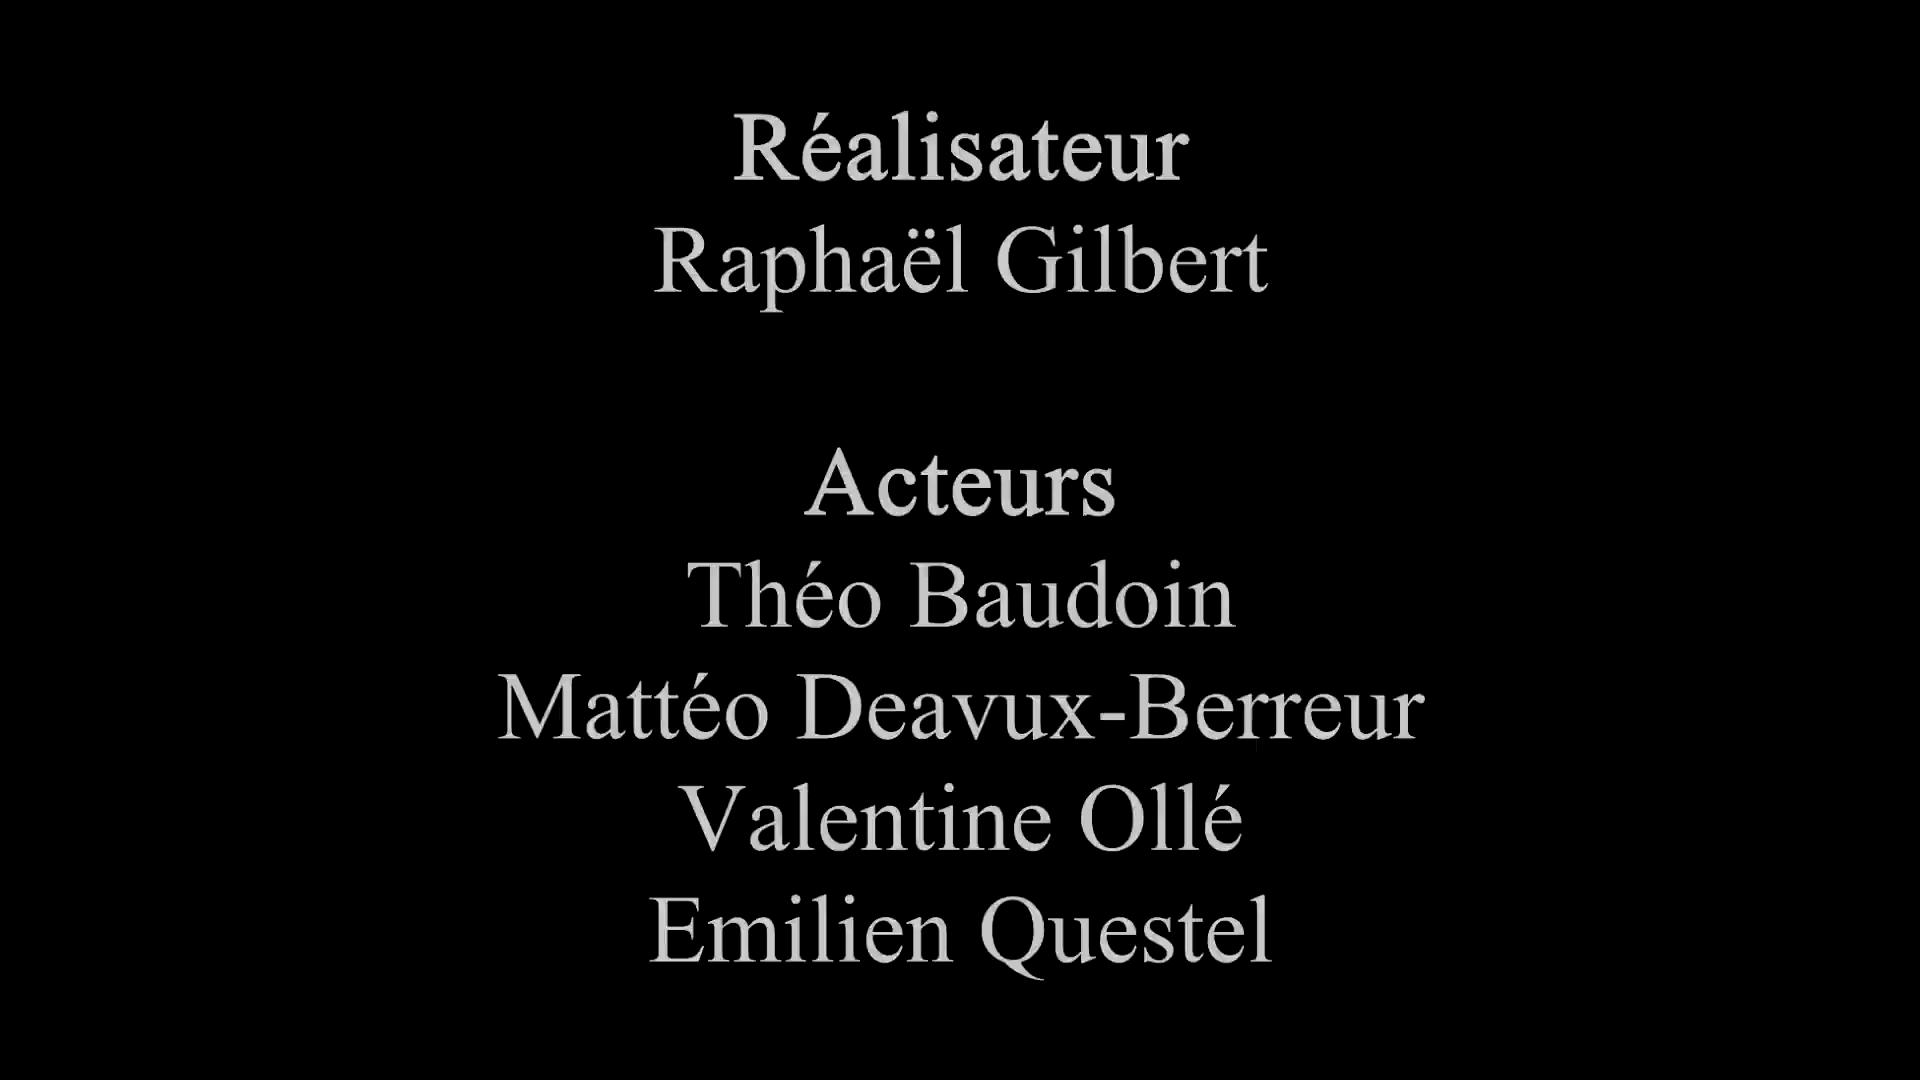 Réalisateur
Raphaël Gilbert
Acteurs
Théo Baudoin
Mattéo Deavux-Berreur
Valentine Ollé
Emilien Questel